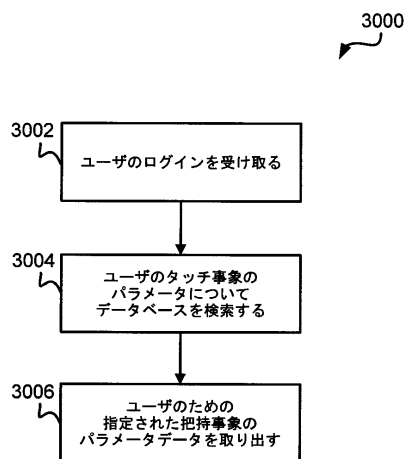 3000
3002
ユーザのログインを受け取る
3004
ユーザのタッチ事象の
パラメータについて
データベースを検索する
3006
ユーザのための
指定された把持事象の
パラメータデータを取り出す